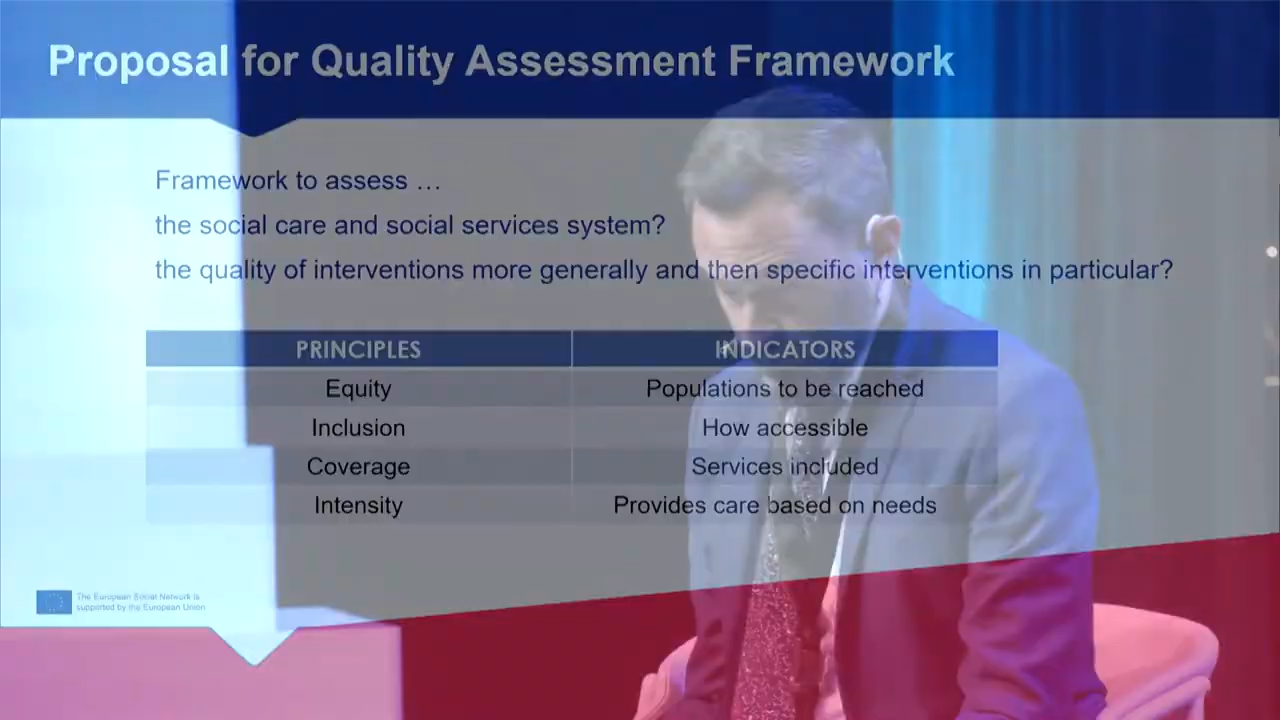 Proposal for Quality Assessment Framework
Framework to assess …
the social care and social services system?
the quality of interventions more generally and then specific interventions in particular?
PRINCIPLES INDICATORS
Equity Populations to be reached
Inclusion How accessible
Coverage Services included
Intensity Provides care based on needs
The European Social Network is
supported by the European Union